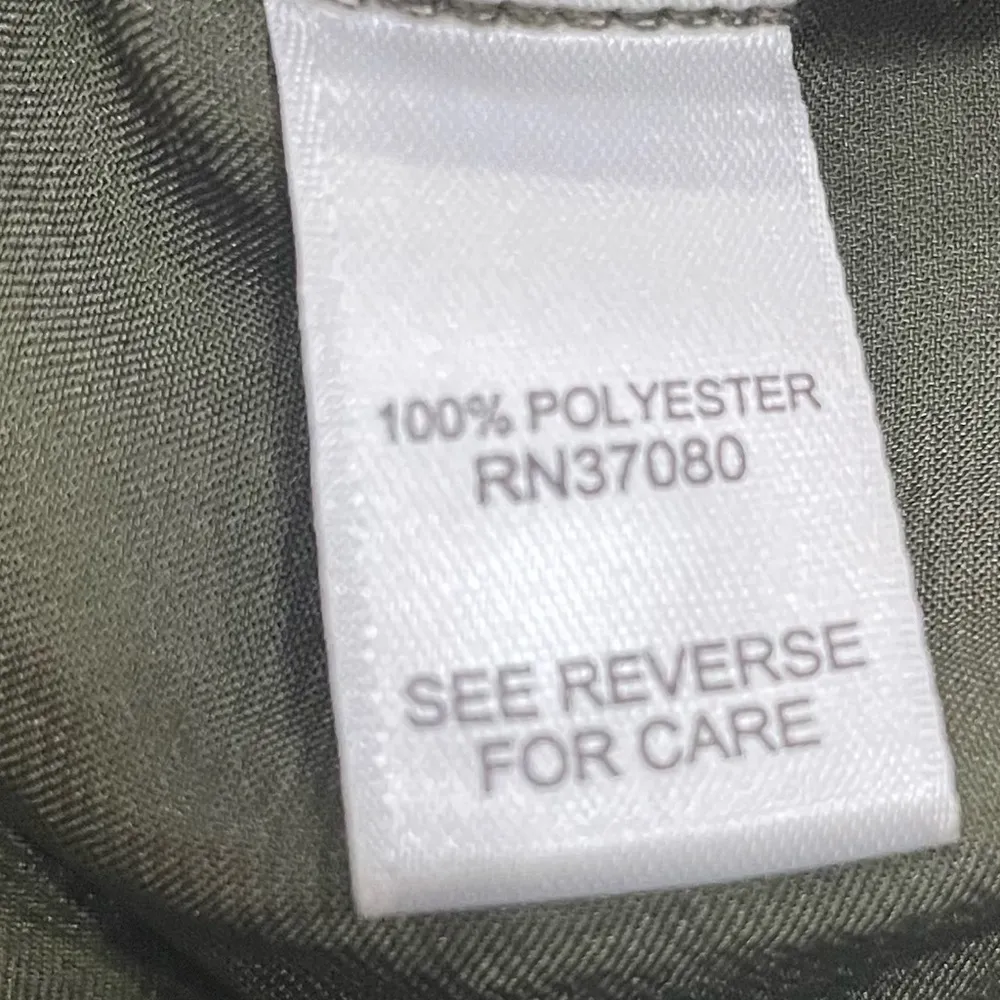 100% POLYESTER
RN37080
SEE REVERSE
FOR CARE